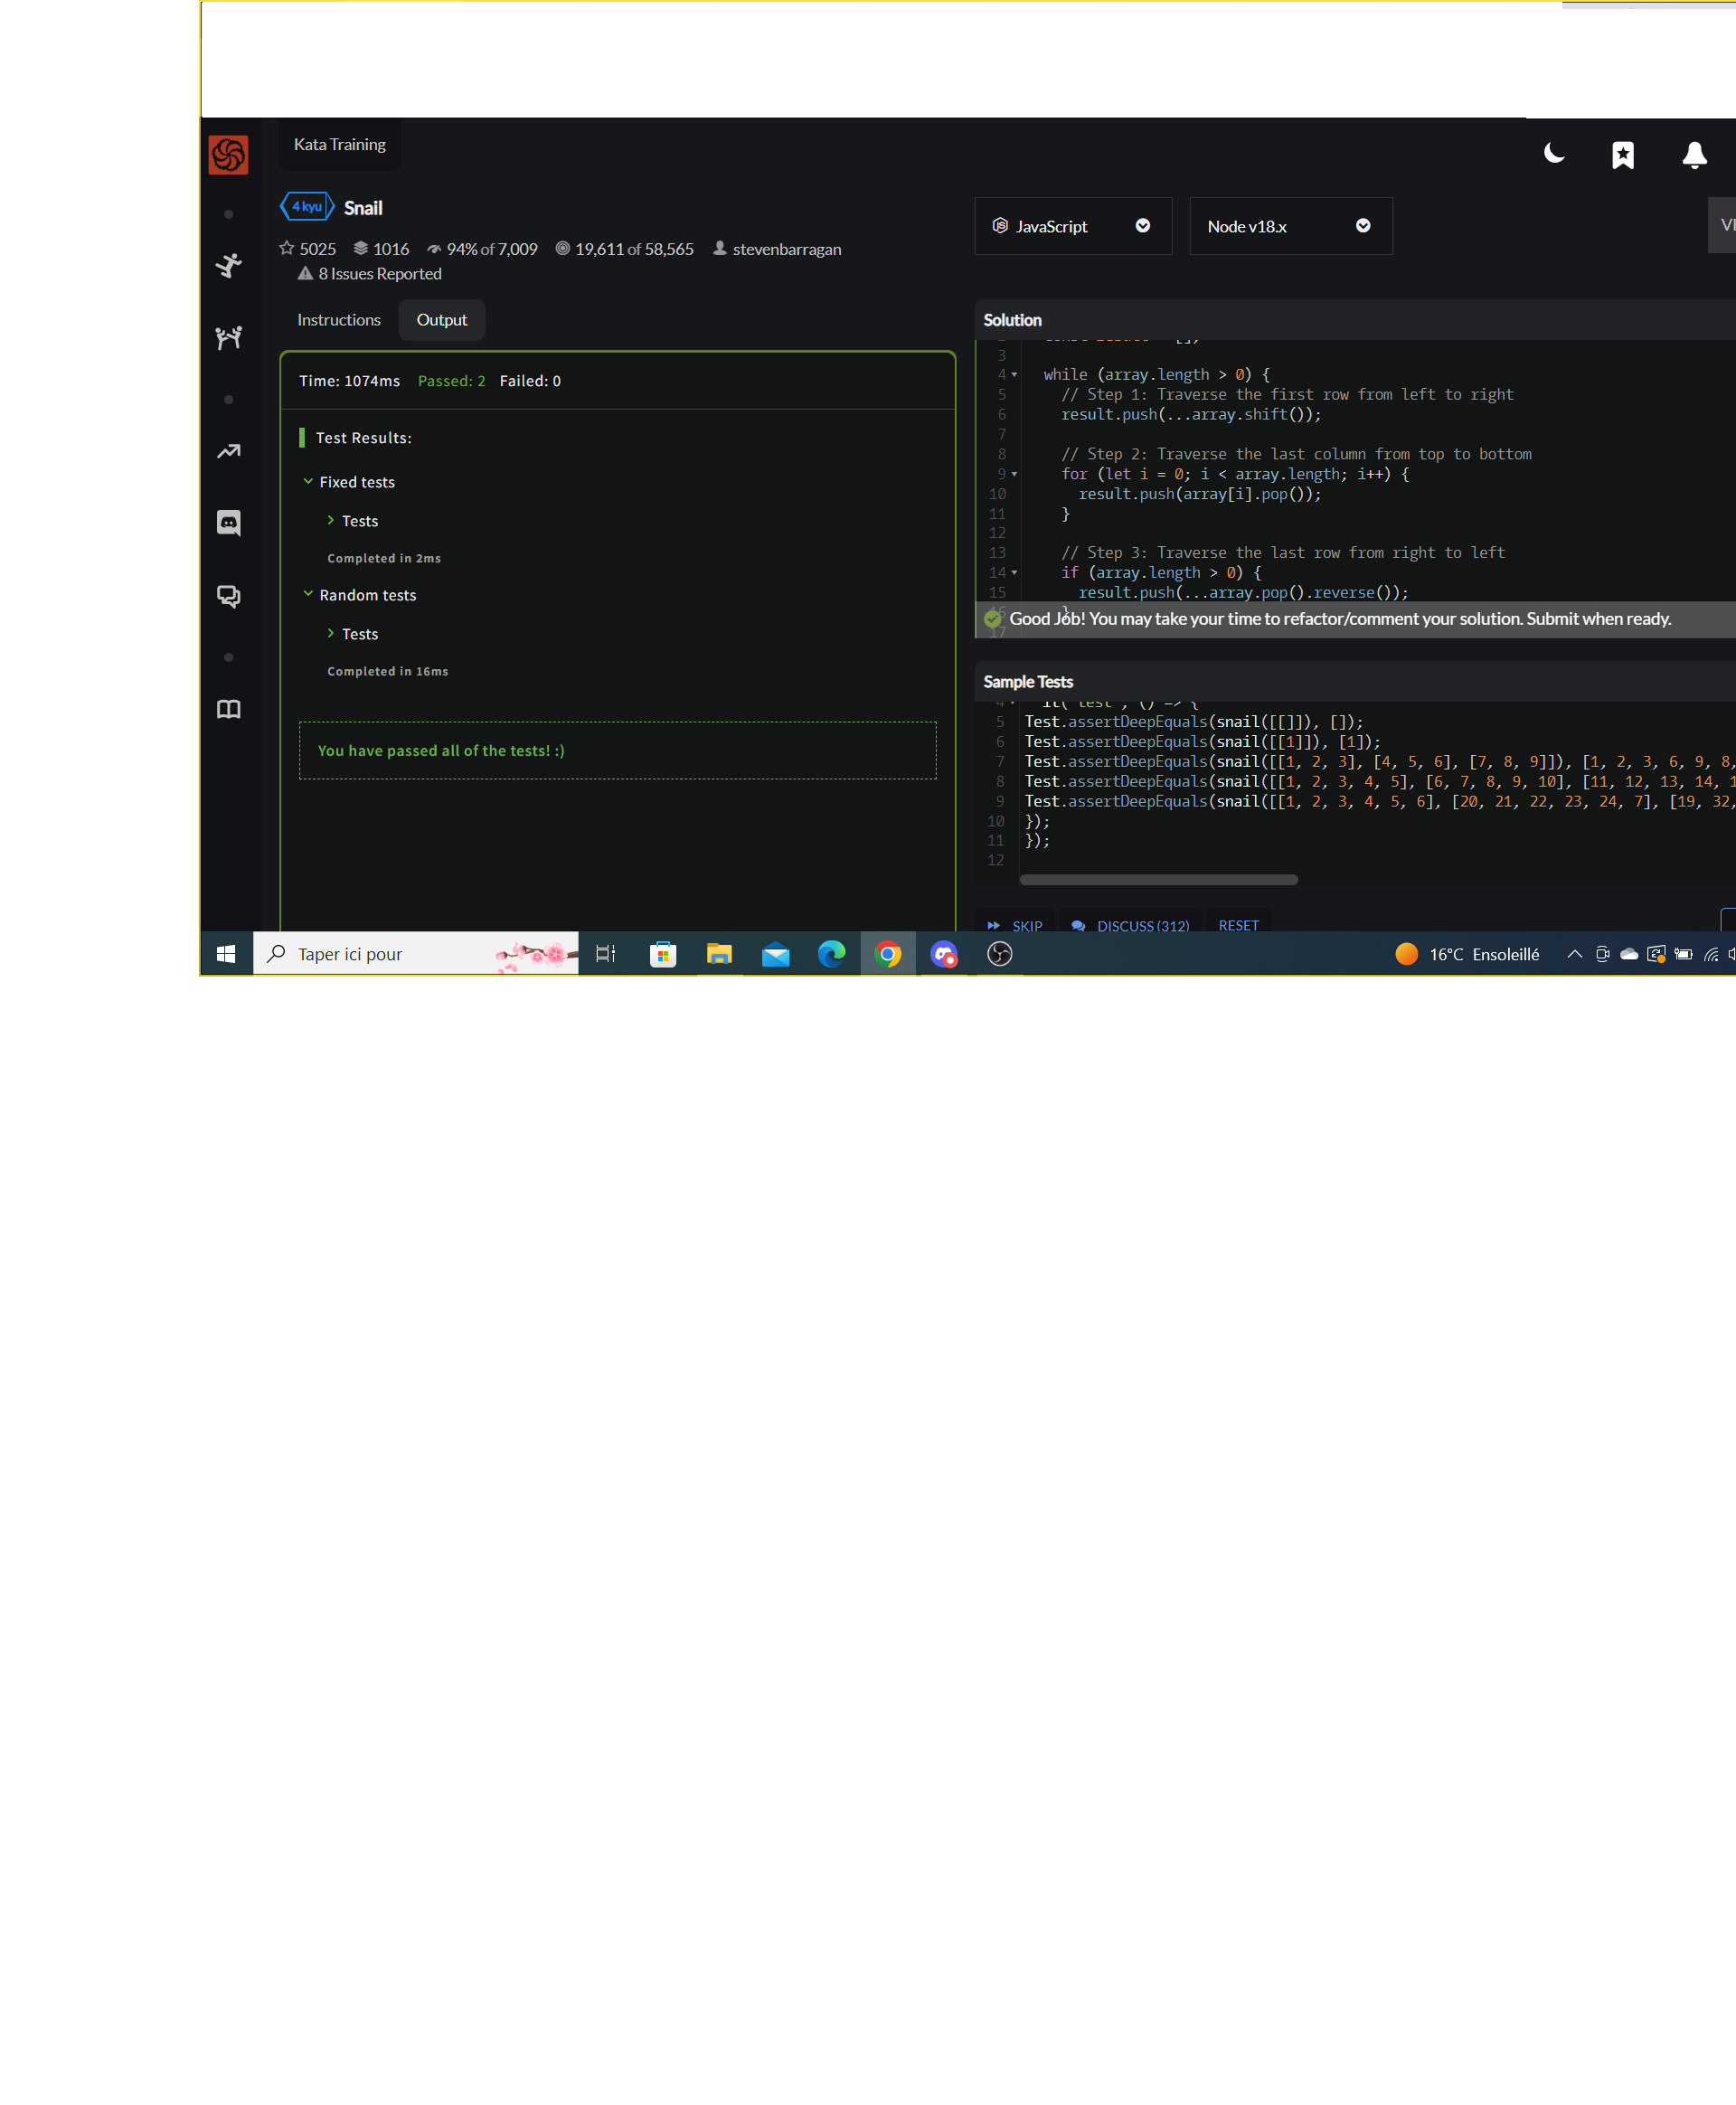 Kata Training
4 kyu Snail
5025 1016 94% of 7,009 19,611 of 58,565 stevenbarragan
8 Issues Reported
JavaScript
Node v18.x
Instructions Output
Time: 1074ms Passed: 2 Failed: 0
Test Results:
Fixed tests
Tests
Completed in 2ms
Random tests
Tests
Completed in 16ms
You have passed all of the tests! :)
Solution
3
4 while (array.length > 0) {
5 // Step 1: Traverse the first row from left to right
6 result.push(...array.shift());
7
8 // Step 2: Traverse the last column from top to bottom
9 for (let i = 0; i < array.length; i++) {
10 result.push(array[i].pop());
11 }
12
13 // Step 3: Traverse the last row from right to left
14 if (array.length > 0) {
15 result.push(...array.pop().reverse());
16 }
Good Job! You may take your time to refactor/comment your solution. Submit when ready.
17
Sample Tests
4 it("test", () => {
5 Test.assertDeepEquals(snail([[]]), []);
6 Test.assertDeepEquals(snail([[1]]), [1]);
7 Test.assertDeepEquals(snail([[1, 2, 3], [4, 5, 6], [7, 8, 9]]), [1, 2, 3, 6, 9, 8,
8 Test.assertDeepEquals(snail([[1, 2, 3, 4, 5], [6, 7, 8, 9, 10], [11, 12, 13, 14, 1
9 Test.assertDeepEquals(snail([[1, 2, 3, 4, 5, 6], [20, 21, 22, 23, 24, 7], [19, 32,
10 });
11 });
12
SKIP DISCUSS (312) RESET
Taper ici pour
16°C Ensoleillé